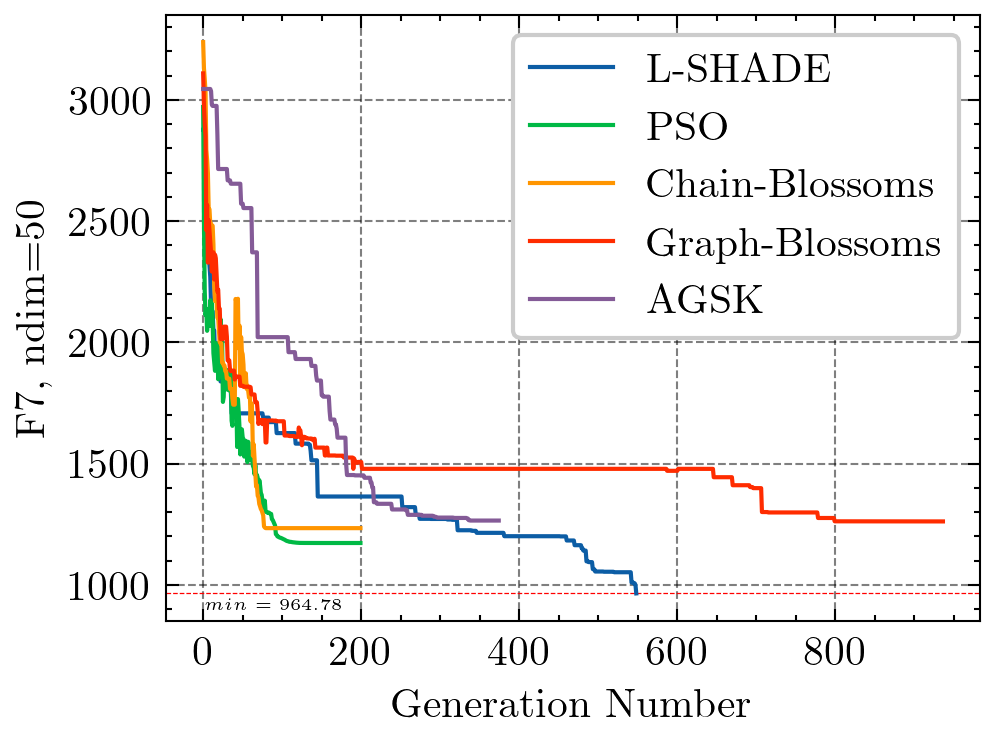 F7, ndim=50
3000
2500
2000
1500
1000
L-SHADE
PSO
Chain-Blossoms
Graph-Blossoms
AGSK
min = 964.78
0
200
400
600
800
Generation Number